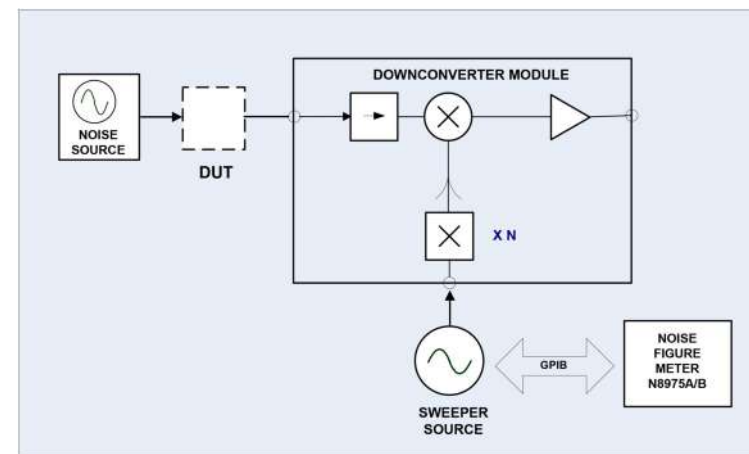 DOWNCONVERTER MODULE
NOISE
SOURCE
DUT
X N
GPIB
SWEEPER
SOURCE
NOISE
FIGURE
METER
N8975A/B